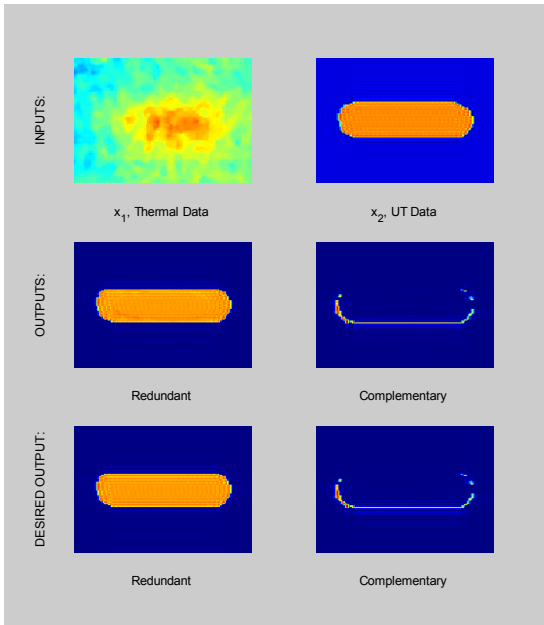 INPUTS:
x1, Thermal Data
x2, UT Data
OUTPUTS:
Redundant
Complementary
DESIRED OUTPUT:
Redundant
Complementary